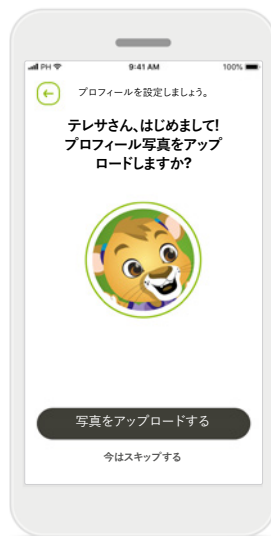 PH 9:41 AM 100%
プロフィールを設定しましょう。
テレサさん、はじめまして!
プロフィール写真をアップ
ロードしますか?
写真をアップロードする
今はスキップする